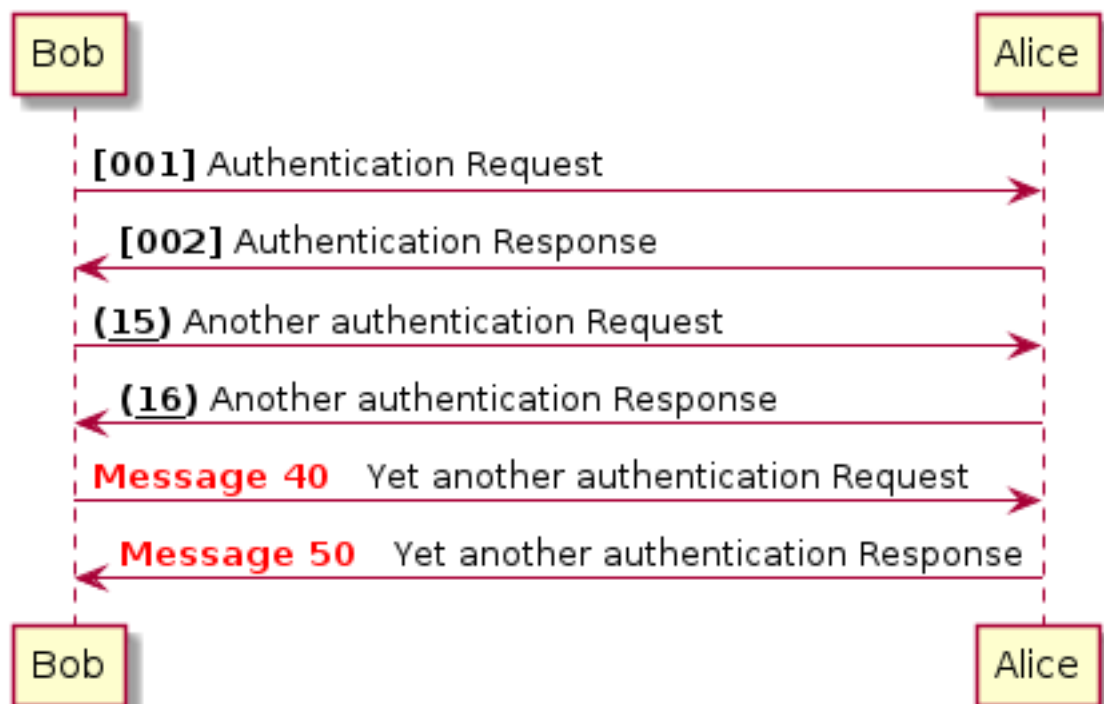 Bob Alice
[001] Authentication Request
[002] Authentication Response
(15) Another authentication Request
(16) Another authentication Response
Message 40 Yet another authentication Request
Message 50 Yet another authentication Response
Bob Alice